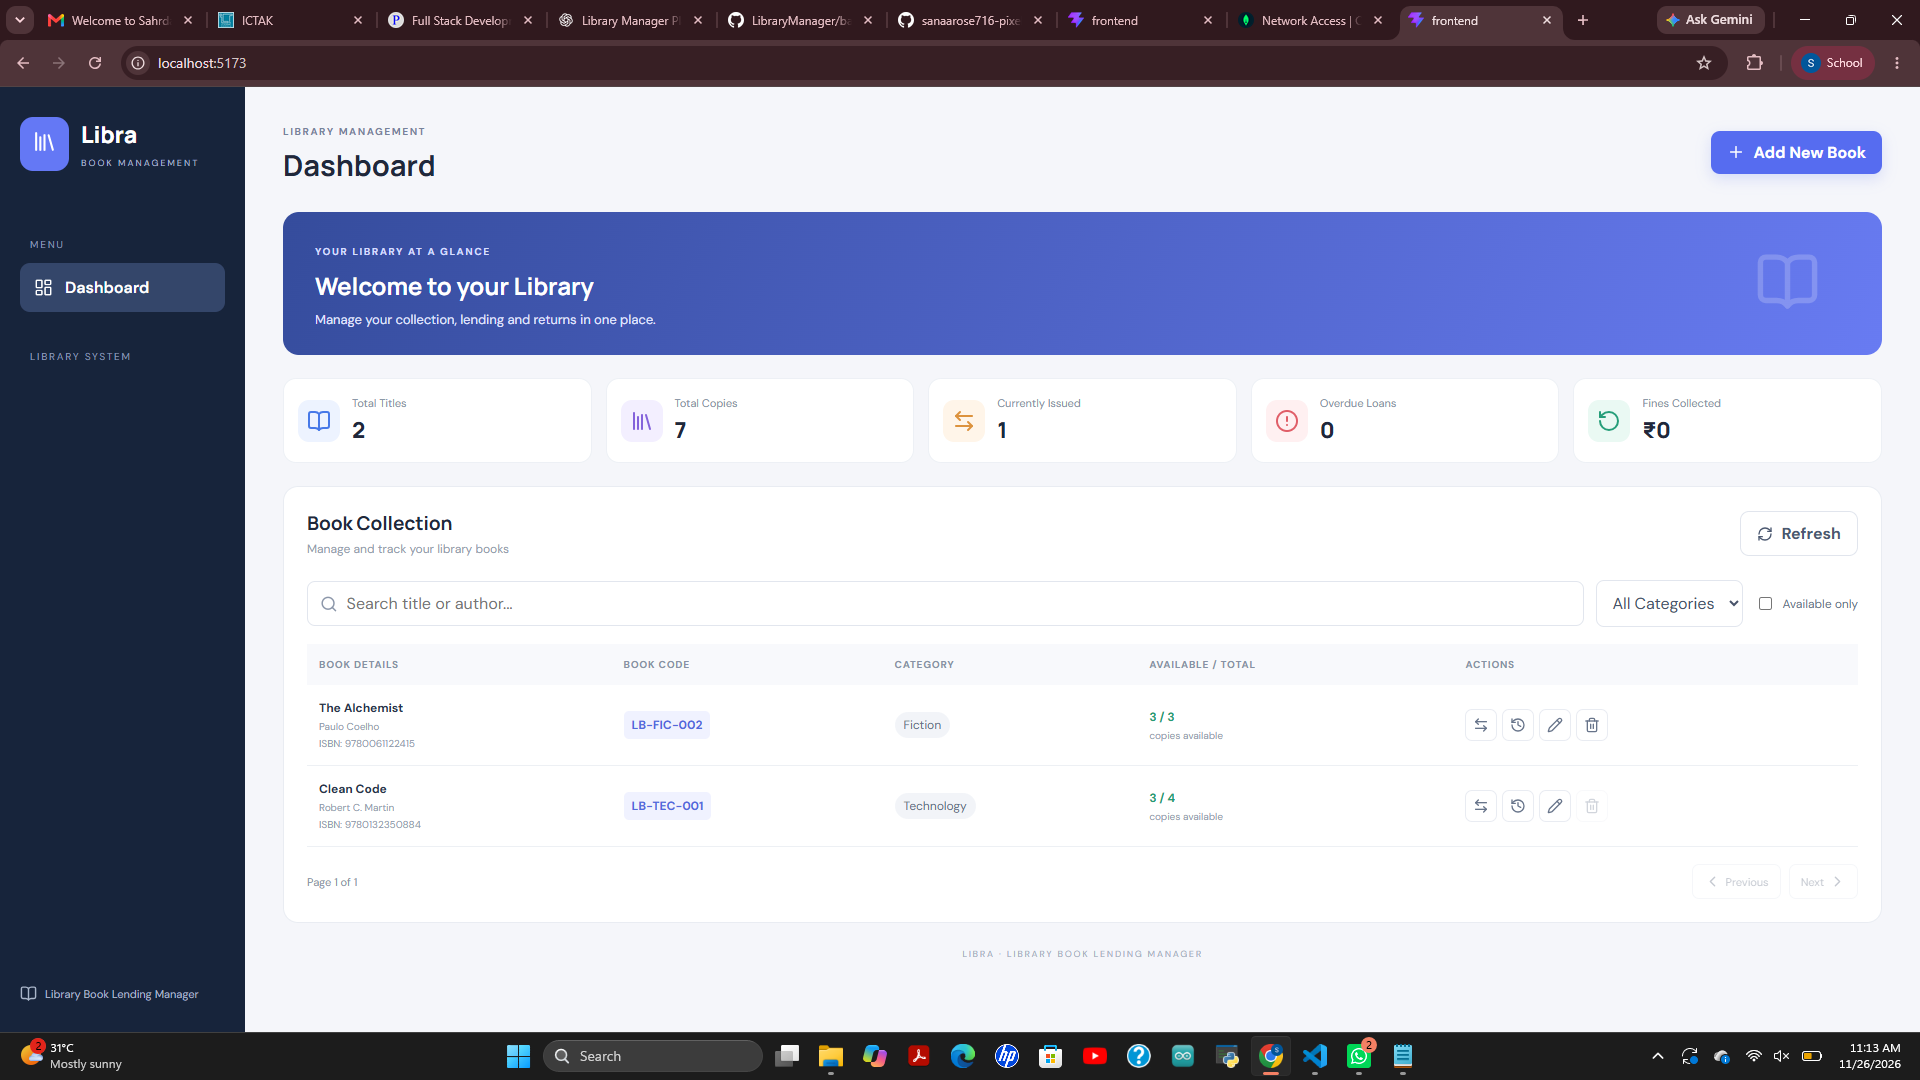 Welcome to Sahrd
ICTAK
Full Stack Develop
Library Manager P
LibraryManager/ba
sanaarose716-pixe
frontend
Network Access | C
frontend
Ask Gemini
localhost:5173
S School
Libra
BOOK MANAGEMENT
MENU
Dashboard
LIBRARY SYSTEM
Library Book Lending Manager
LIBRARY MANAGEMENT
Dashboard
+ Add New Book
YOUR LIBRARY AT A GLANCE
Welcome to your Library
Manage your collection, lending and returns in one place.
Total Titles
2
Total Copies
7
Currently Issued
1
Overdue Loans
0
Fines Collected
₹0
Book Collection
Manage and track your library books
Refresh
Search title or author...
All Categories
Available only
BOOK DETAILS BOOK CODE CATEGORY AVAILABLE / TOTAL ACTIONS
The Alchemist
Paulo Coelho
ISBN: 9780061122415
LB-FIC-002
Fiction
3 / 3
copies available
Clean Code
Robert C. Martin
ISBN: 9780132350884
LB-TEC-001
Technology
3 / 4
copies available
Page 1 of 1
Previous
Next
LIBRA · LIBRARY BOOK LENDING MANAGER
2
31°C
Mostly sunny
Search
2
11:13 AM
11/26/2026